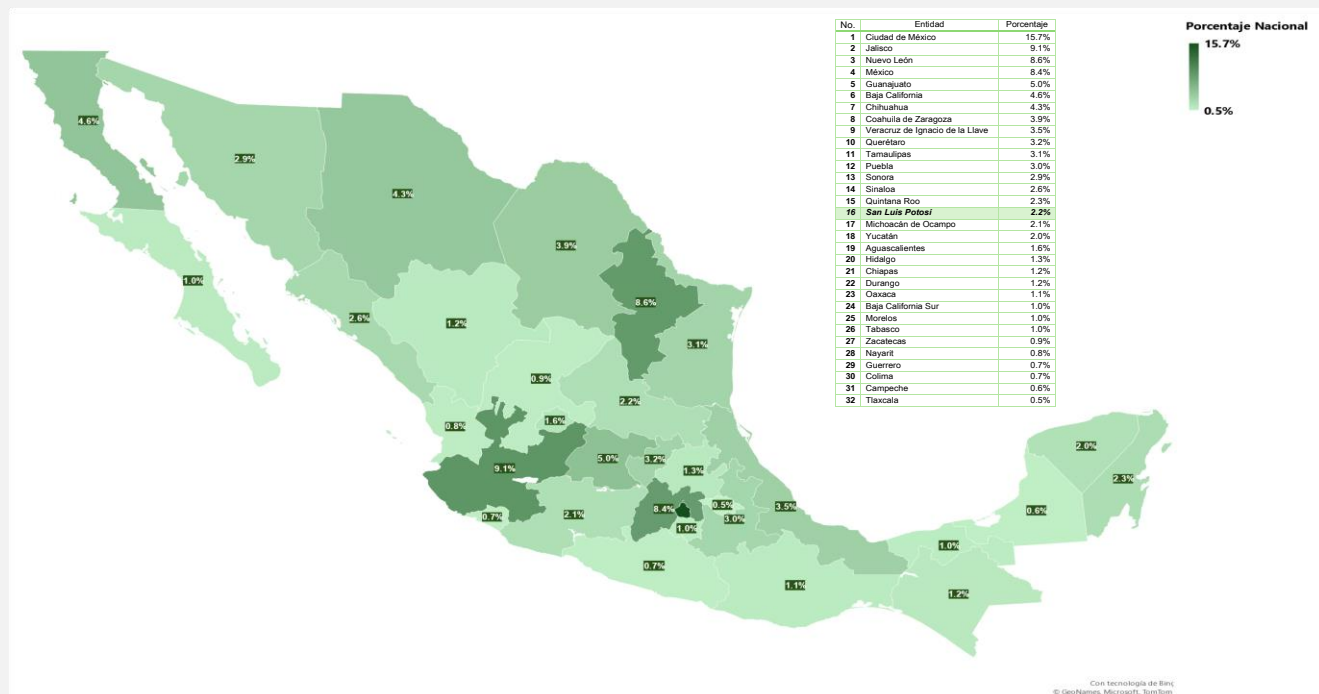 No. Entidad Porcentaje
1 Ciudad de México 15.7%
2 Jalisco 9.1%
3 Nuevo León 8.6%
4 México 8.4%
5 Guanajuato 5.0%
6 Baja California 4.6%
7 Chihuahua 4.3%
8 Coahuila de Zaragoza 3.9%
9 Veracruz de Ignacio de la Llave 3.5%
10 Querétaro 3.2%
11 Tamaulipas 3.1%
12 Puebla 3.0%
13 Sonora 2.9%
14 Sinaloa 2.6%
15 Quintana Roo 2.3%
16 San Luis Potosí 2.2%
17 Michoacán de Ocampo 2.1%
18 Yucatán 2.0%
19 Aguascalientes 1.6%
20 Hidalgo 1.3%
21 Chiapas 1.2%
22 Durango 1.2%
23 Oaxaca 1.1%
24 Baja California Sur 1.0%
25 Morelos 1.0%
26 Tabasco 1.0%
27 Zacatecas 0.9%
28 Nayarit 0.8%
29 Guerrero 0.7%
30 Colima 0.7%
31 Campeche 0.6%
32 Tlaxcala 0.5%
Porcentaje Nacional
15.7%
0.5%
4.6%
2.9%
4.3%
3.9%
1.0%
8.6%
2.6%
1.2%
3.1%
0.9%
2.2%
0.8%
1.6%
2.0%
5.0%
3.2%
9.1%
1.3%
2.3%
0.5%
3.5%
8.4%
0.6%
0.7%
2.1%
3.0%
1.0%
1.0%
0.7%
1.1%
1.2%
Con tecnología de Bing
© GeoNames, Microsoft, TomTom